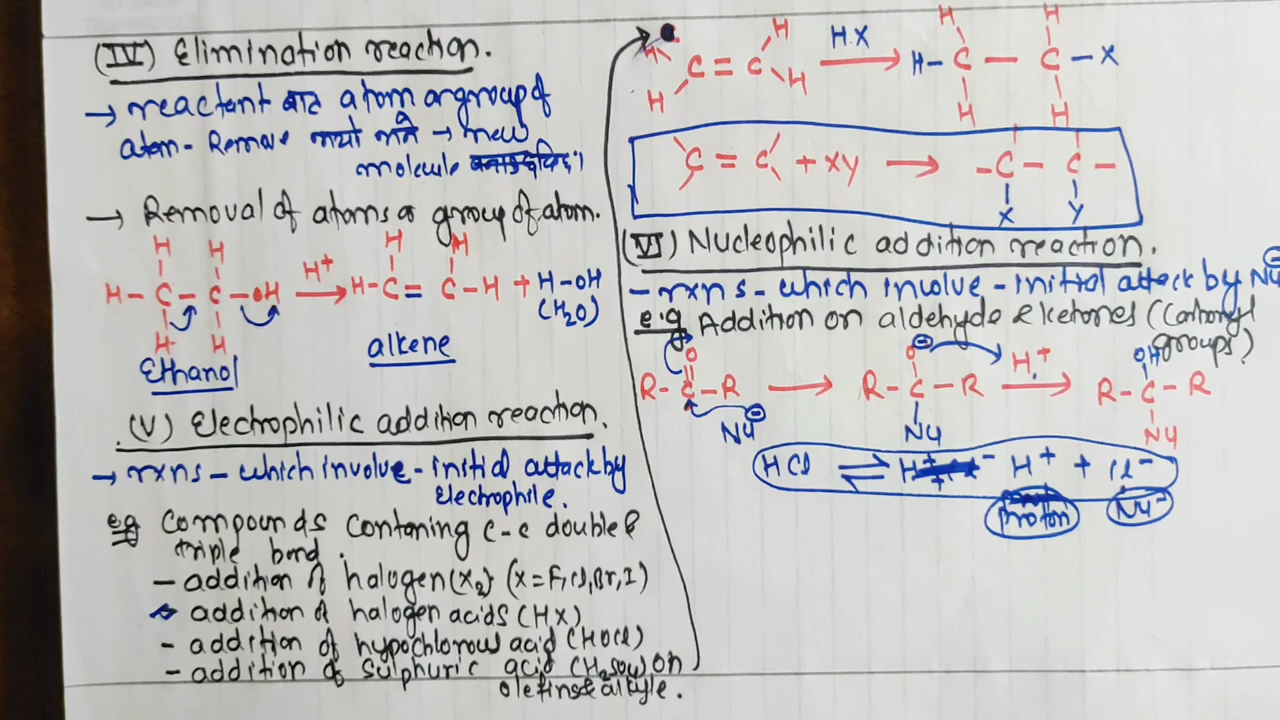 (IV) Elimination reaction.
→ reactant बाट atom or group of
atom - Remove गर्यो भने → new
molecule
→ Removal of atoms or group of atom.
H H H H
H-C-C-OH H+ → H-C=C-H + H-OH
(H2O)
H H
Ethanol alkene
(V) Electrophilic addition reaction.
→ rxns - which involve - initial attack by
Electrophile.
eg Compounds Contaning C-C double &
triple bond.
- addition of halogen (X2) (X=F,Cl,Br,I)
addition of halogen acids (HX)
- addition of hypochlorous acid (HOCl)
- addition of sulphuric acid (H2SO4) on
olefins & alkyle.
H H H H
C=C H.X → H-C-C-X
H H H H
C=C + xy → -C-C-
X Y
(VI) Nucleophilic addition reaction.
- rxns - which involve - initial attack by Nu⊖
e.g Addition on aldehyde & ketones (Carbonyl
groups)
O O⊖ OH
R-C-R → R-C-R H+ → R-C-R
Nu⊖ Nu Nu
HCl ⇌ H+ + Cl-
proton Nu-